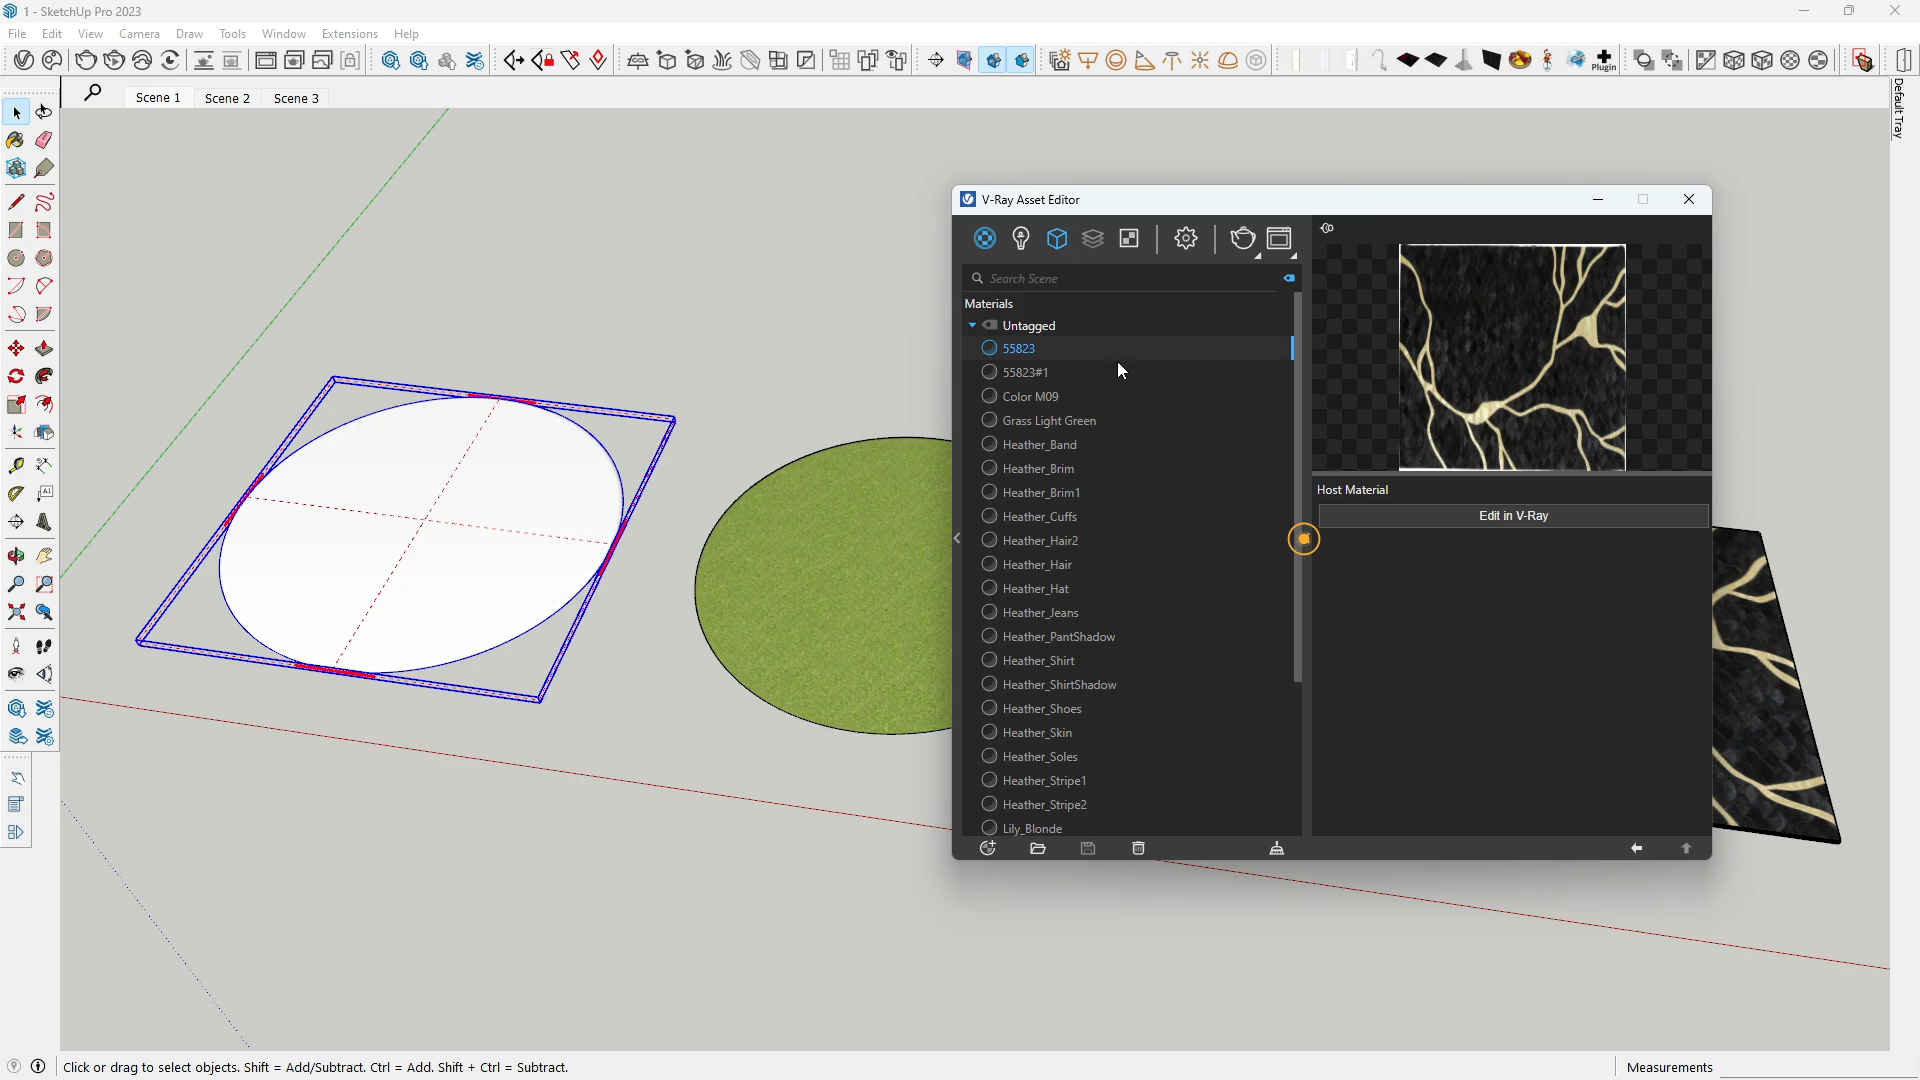 1 - SketchUp Pro 2023
File Edit View Camera Draw Tools Window Extensions Help
Plugin
Scene 1 Scene 2 Scene 3
Default Tray
A1
V-Ray Asset Editor
Search Scene
Materials
Untagged
55823
55823#1
Color M09
Grass Light Green
Heather_Band
Heather_Brim
Heather_Brim1
Heather_Cuffs
Heather_Hair2
Heather_Hair
Heather_Hat
Heather_Jeans
Heather_PantShadow
Heather_Shirt
Heather_ShirtShadow
Heather_Shoes
Heather_Skin
Heather_Soles
Heather_Stripe1
Heather_Stripe2
Lily_Blonde
Host Material
Edit in V-Ray
Click or drag to select objects. Shift = Add/Subtract. Ctrl = Add. Shift + Ctrl = Subtract.
Measurements